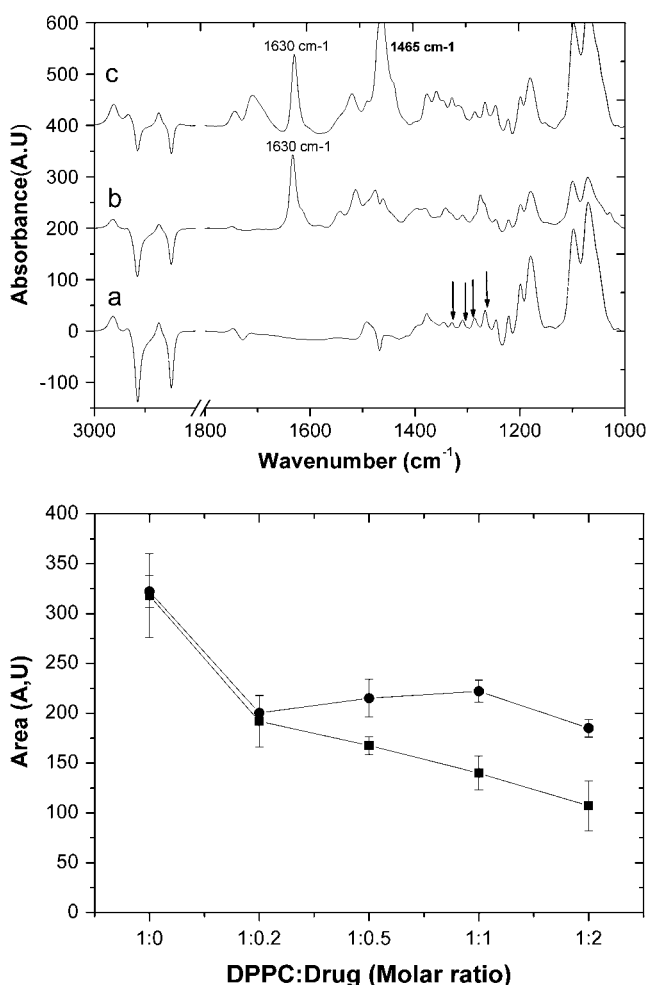 600
500
400
300
200
100
0
-100
Absorbance(A.U)
c
b
a
1630 cm-1
1465 cm-1
1630 cm-1
3000
1800
1600
1400
1200
1000
Wavenumber (cm⁻¹)
400
350
300
250
200
150
100
50
0
Area (A,U)
1:0
1:0.2
1:0.5
1:1
1:2
DPPC:Drug (Molar ratio)